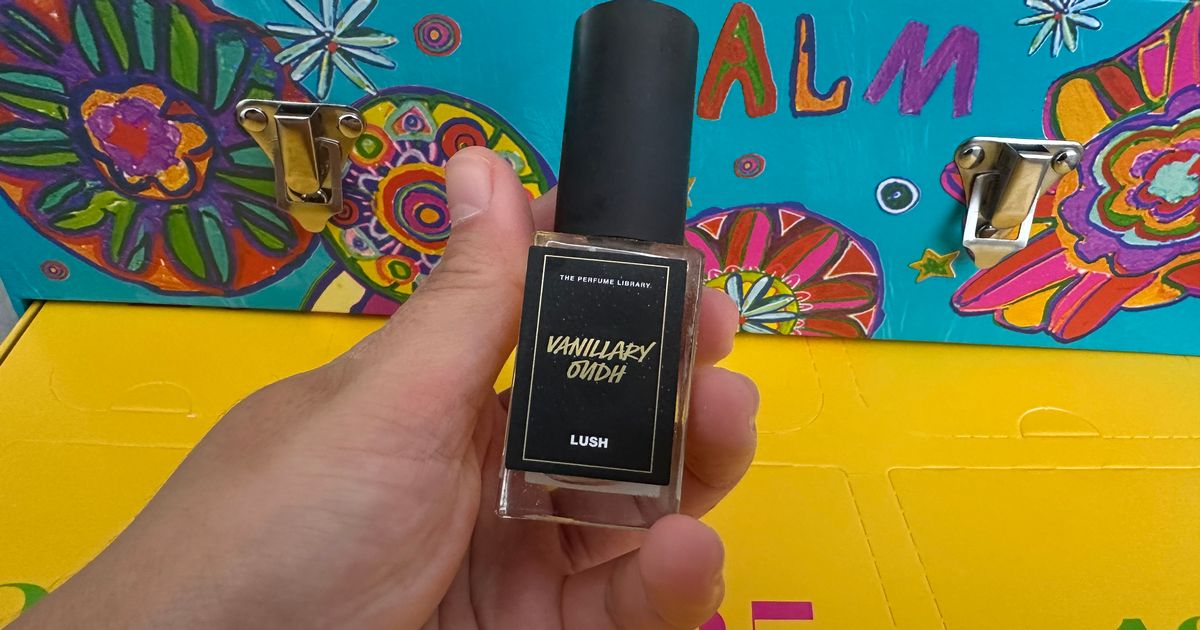 ALM
THE PERFUME LIBRARY
VANILLARY
OUDH
LUSH